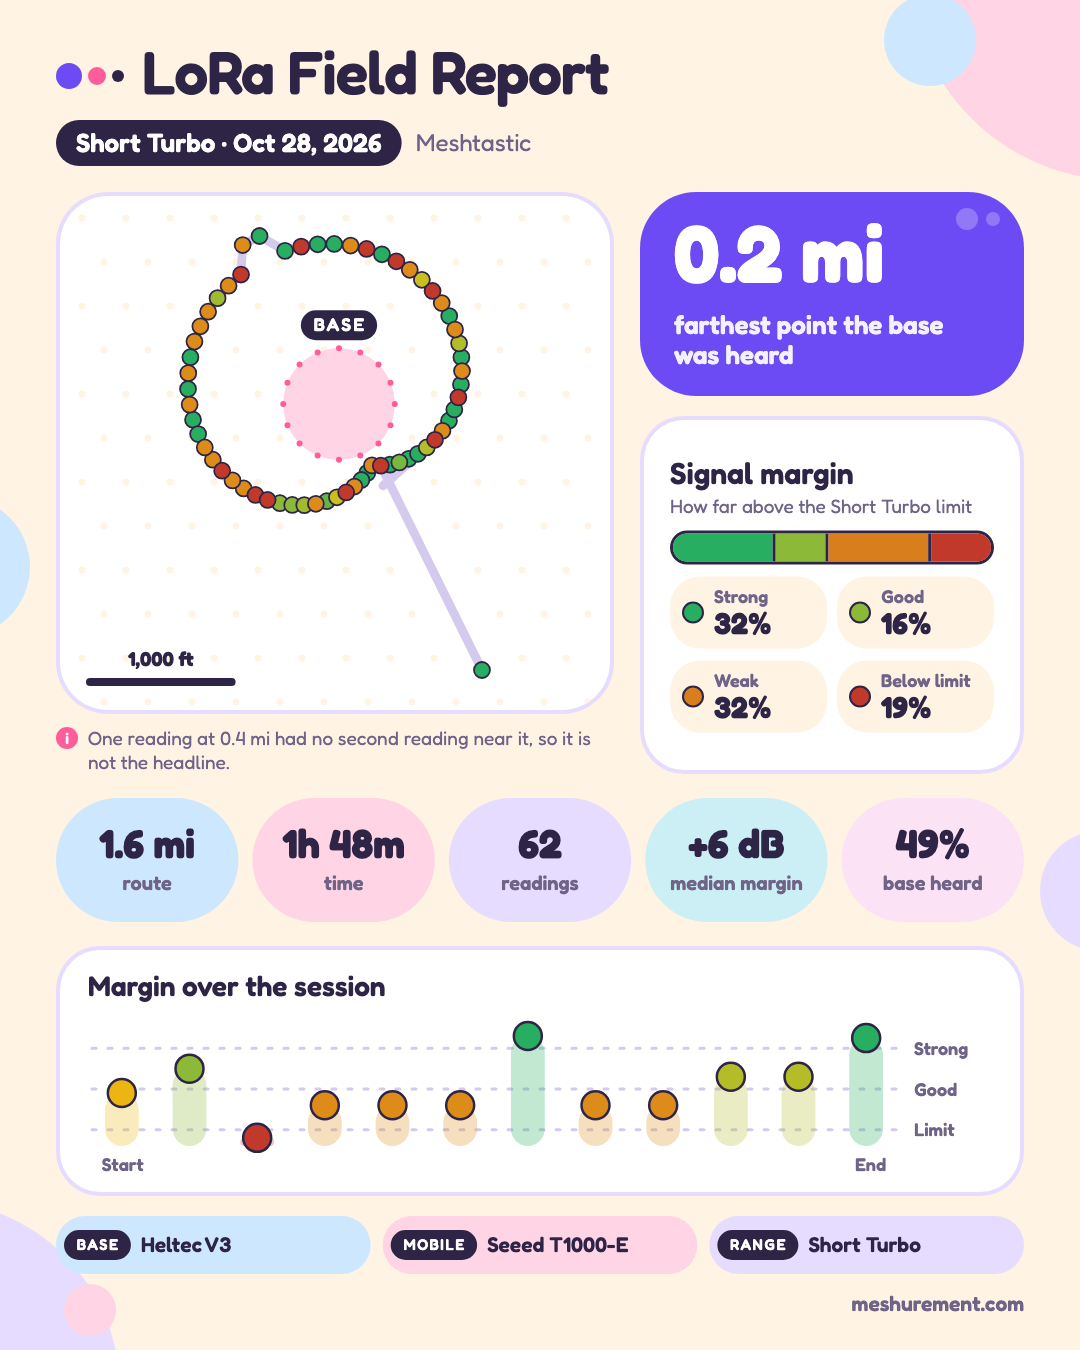 LoRa Field Report
Short Turbo · Oct 28, 2026
Meshtastic
BASE
1,000 ft
i
One reading at 0.4 mi had no second reading near it, so it is
not the headline.
0.2 mi
farthest point the base
was heard
Signal margin
How far above the Short Turbo limit
Strong
32%
Good
16%
Weak
32%
Below limit
19%
1.6 mi
route
1h 48m
time
62
readings
+6 dB
median margin
49%
base heard
Margin over the session
Strong
Good
Limit
Start
End
BASE Heltec V3
MOBILE Seeed T1000-E
RANGE Short Turbo
meshurement.com